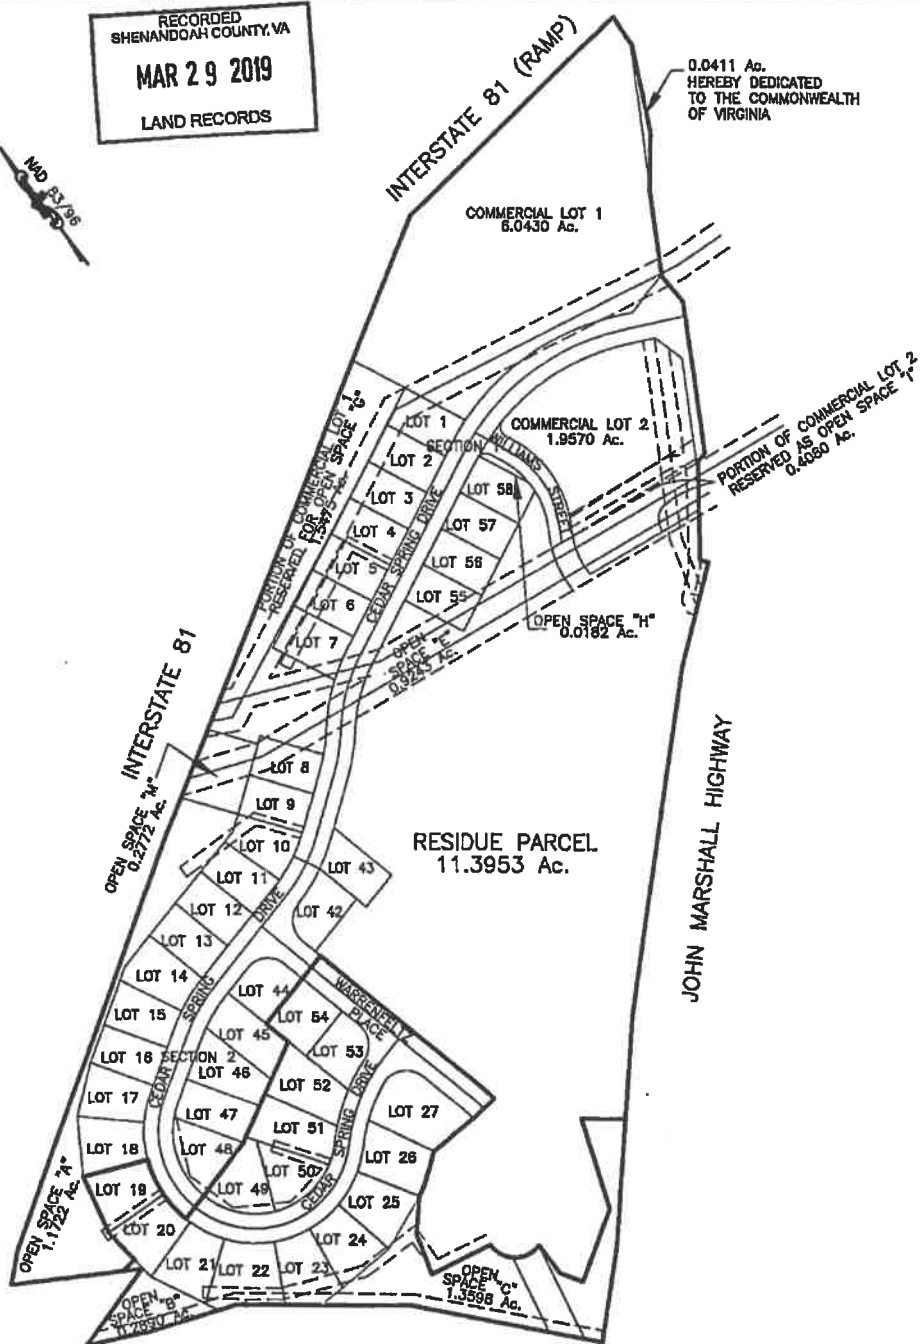 RECORDED
SHENANDOAH COUNTY, VA
MAR 29 2019
LAND RECORDS
NAD 83/96
INTERSTATE 81 (RAMP)
0.0411 Ac.
HEREBY DEDICATED
TO THE COMMONWEALTH
OF VIRGINIA
COMMERCIAL LOT 1
6.0430 Ac.
PORTION OF COMMERCIAL LOT 1
RESERVED FOR OPEN SPACE "G"
COMMERCIAL LOT 2
1.9570 Ac.
PORTION OF COMMERCIAL LOT 2
RESERVED AS OPEN SPACE "I"
0.4080 Ac.
LOT 1
SECTION
WILLIAMS STREET
LOT 2
LOT 3
LOT 4
LOT 5
LOT 6
LOT 7
CEDAR SPRING DRIVE
LOT 58
LOT 57
LOT 56
LOT 55
OPEN SPACE "H"
0.0182 Ac.
OPEN
SPACE "E"
0.9243 Ac.
INTERSTATE 81
OPEN SPACE "M"
0.2772 Ac.
LOT 8
LOT 9
LOT 10
LOT 11
LOT 12
LOT 13
LOT 14
LOT 15
LOT 16
LOT 17
LOT 18
LOT 43
LOT 42
RESIDUE PARCEL
11.3953 Ac.
JOHN MARSHALL HIGHWAY
CEDAR SPRING DRIVE
SECTION 2
WARRENFELTZ
PLACE
LOT 44
LOT 45
LOT 46
LOT 47
LOT 48
LOT 54
LOT 53
LOT 52
LOT 51
LOT 50
LOT 49
CEDAR SPRING DRIVE
LOT 27
LOT 26
LOT 25
LOT 24
LOT 23
LOT 22
LOT 21
LOT 20
LOT 19
OPEN SPACE "A"
1.1722 Ac.
OPEN
SPACE "B"
0.2890 Ac.
OPEN
SPACE "C"
1.3598 Ac.